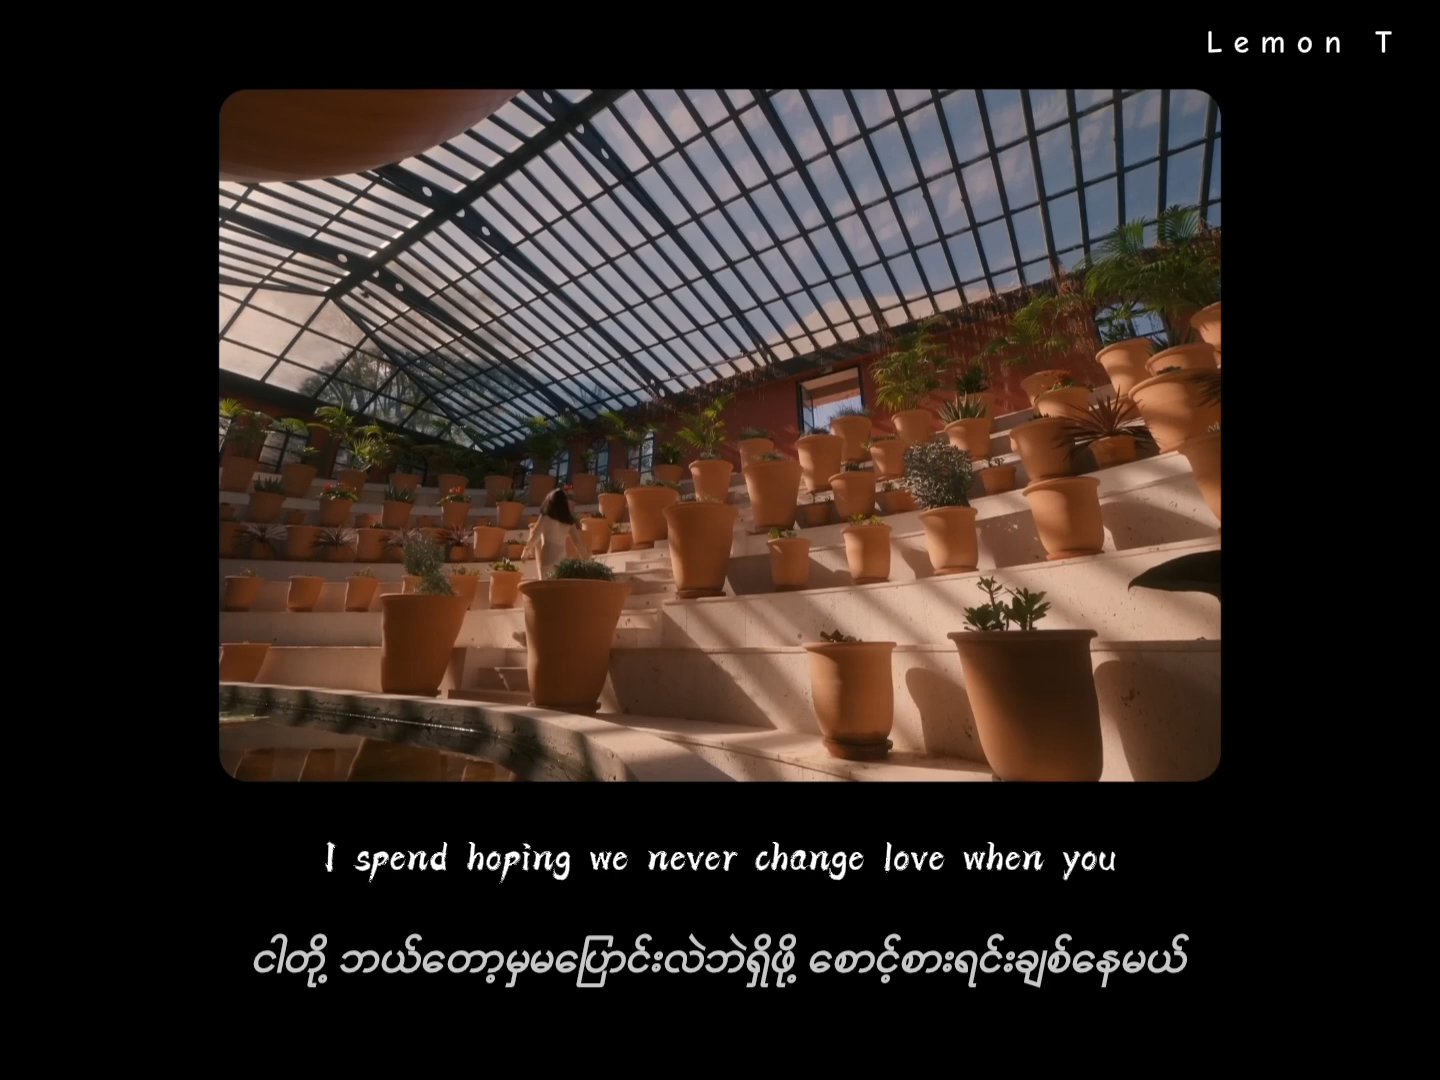 Lemon T
I spend hoping we never change love when you
ငါတို့ ဘယ်တော့မှမပြောင်းလဲဘဲရှိဖို့ စောင့်စားရင်းချစ်နေမယ်